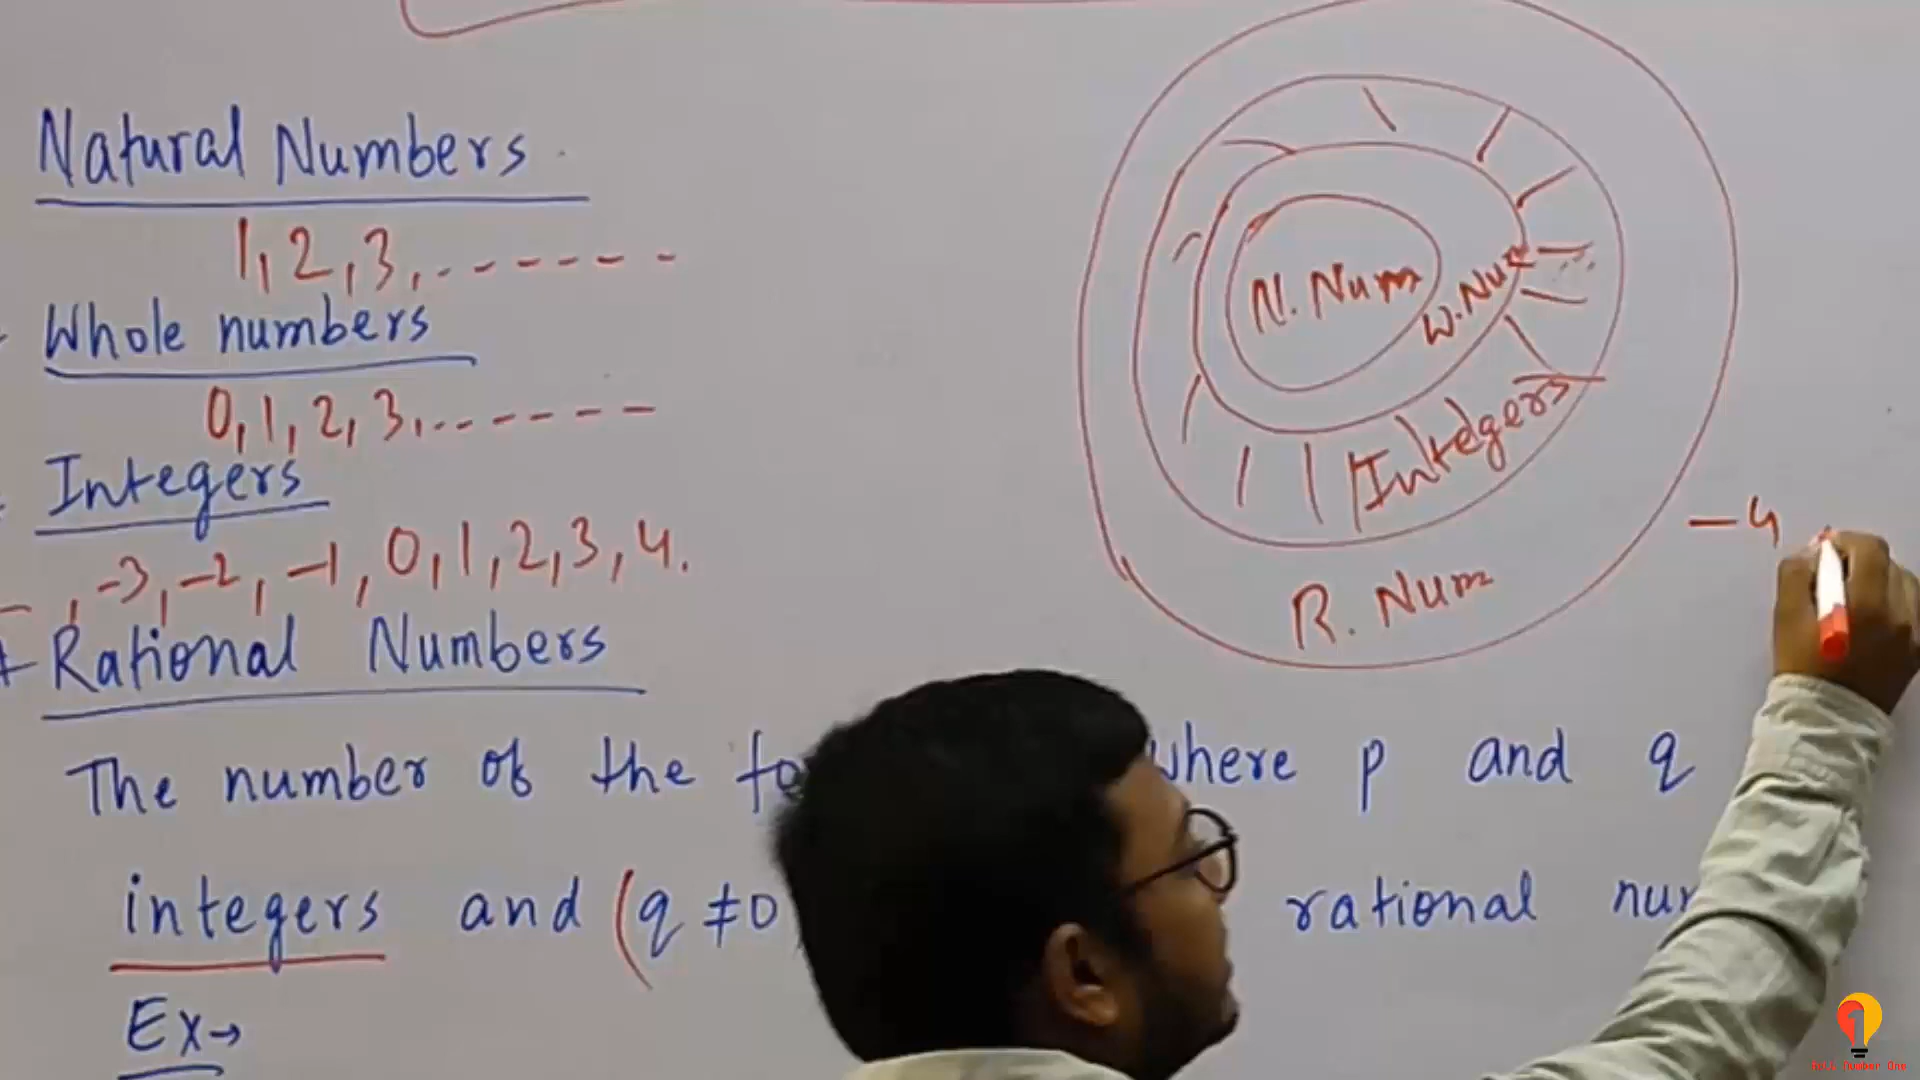 Natural Numbers
1, 2, 3, ------
Whole numbers
0, 1, 2, 3, ------
Integers
-, -3, -2, -1, 0, 1, 2, 3, 4.
Rational Numbers
The number of the where p and q
integers and (q ≠ 0 rational
Ex→
N. Num
W. Num
Integers
R. Num
-4